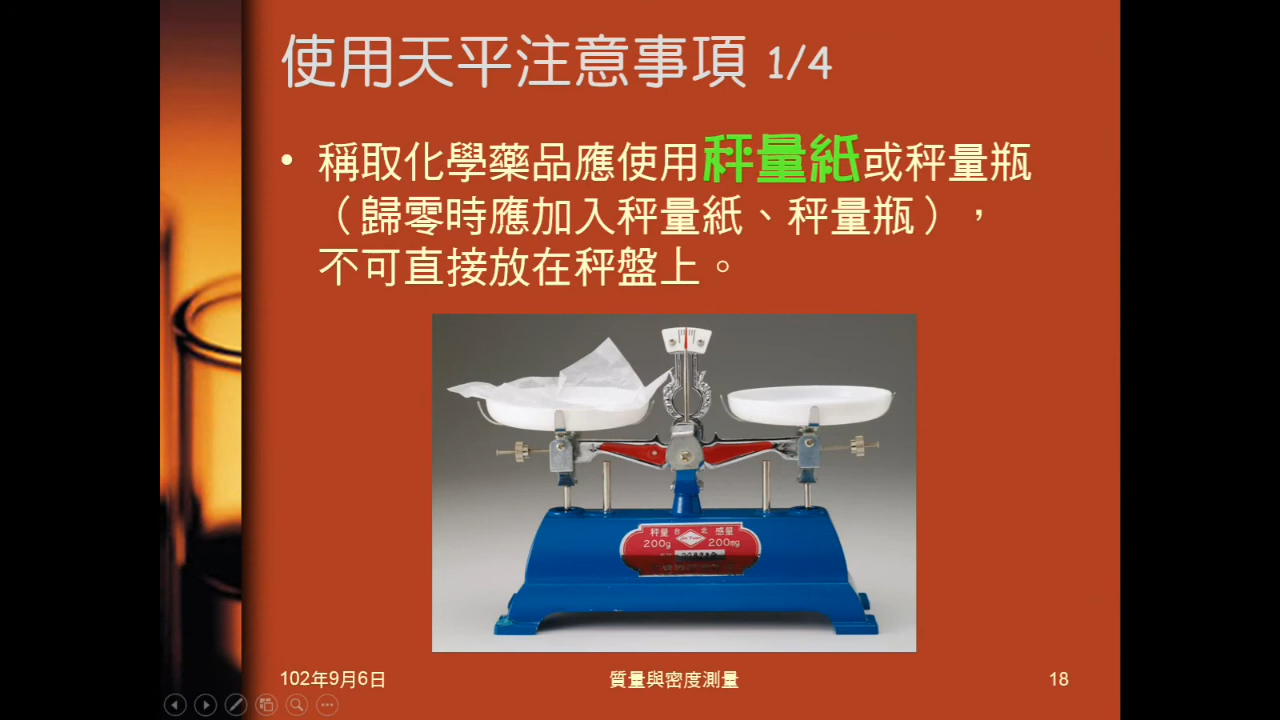 使用天平注意事項 1/4
• 稱取化學藥品應使用秤量紙或秤量瓶
（歸零時應加入秤量紙、秤量瓶），
不可直接放在秤盤上。
秤量 台 北 感量
200g 200mg
102年9月6日 質量與密度測量 18